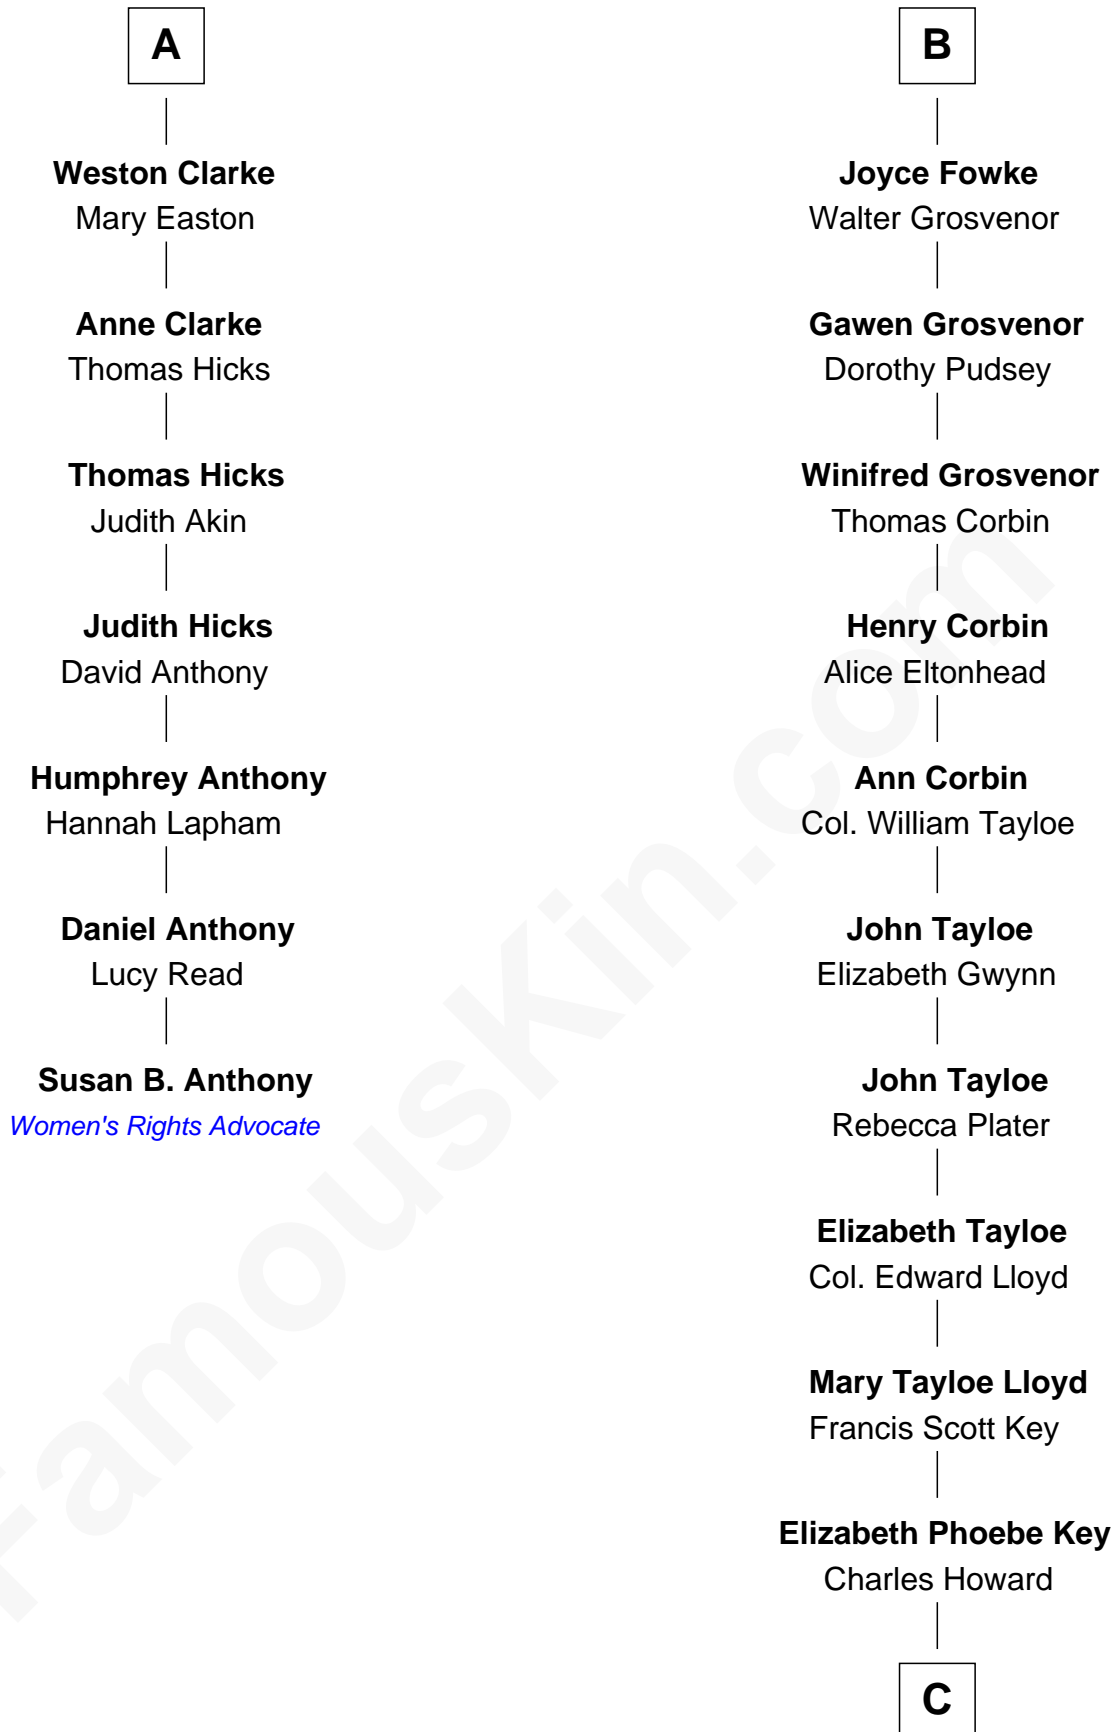 A
Weston Clarke
Mary Easton
Anne Clarke
Thomas Hicks
Thomas Hicks
Judith Akin
Judith Hicks
David Anthony
Humphrey Anthony
Hannah Lapham
Daniel Anthony
Lucy Read
Susan B. Anthony
Women's Rights Advocate
B
Joyce Fowke
Walter Grosvenor
Gawen Grosvenor
Dorothy Pudsey
Winifred Grosvenor
Thomas Corbin
Henry Corbin
Alice Eltonhead
Ann Corbin
Col. William Tayloe
John Tayloe
Elizabeth Gwynn
John Tayloe
Rebecca Plater
Elizabeth Tayloe
Col. Edward Lloyd
Mary Tayloe Lloyd
Francis Scott Key
Elizabeth Phoebe Key
Charles Howard
C
FamousKin.com